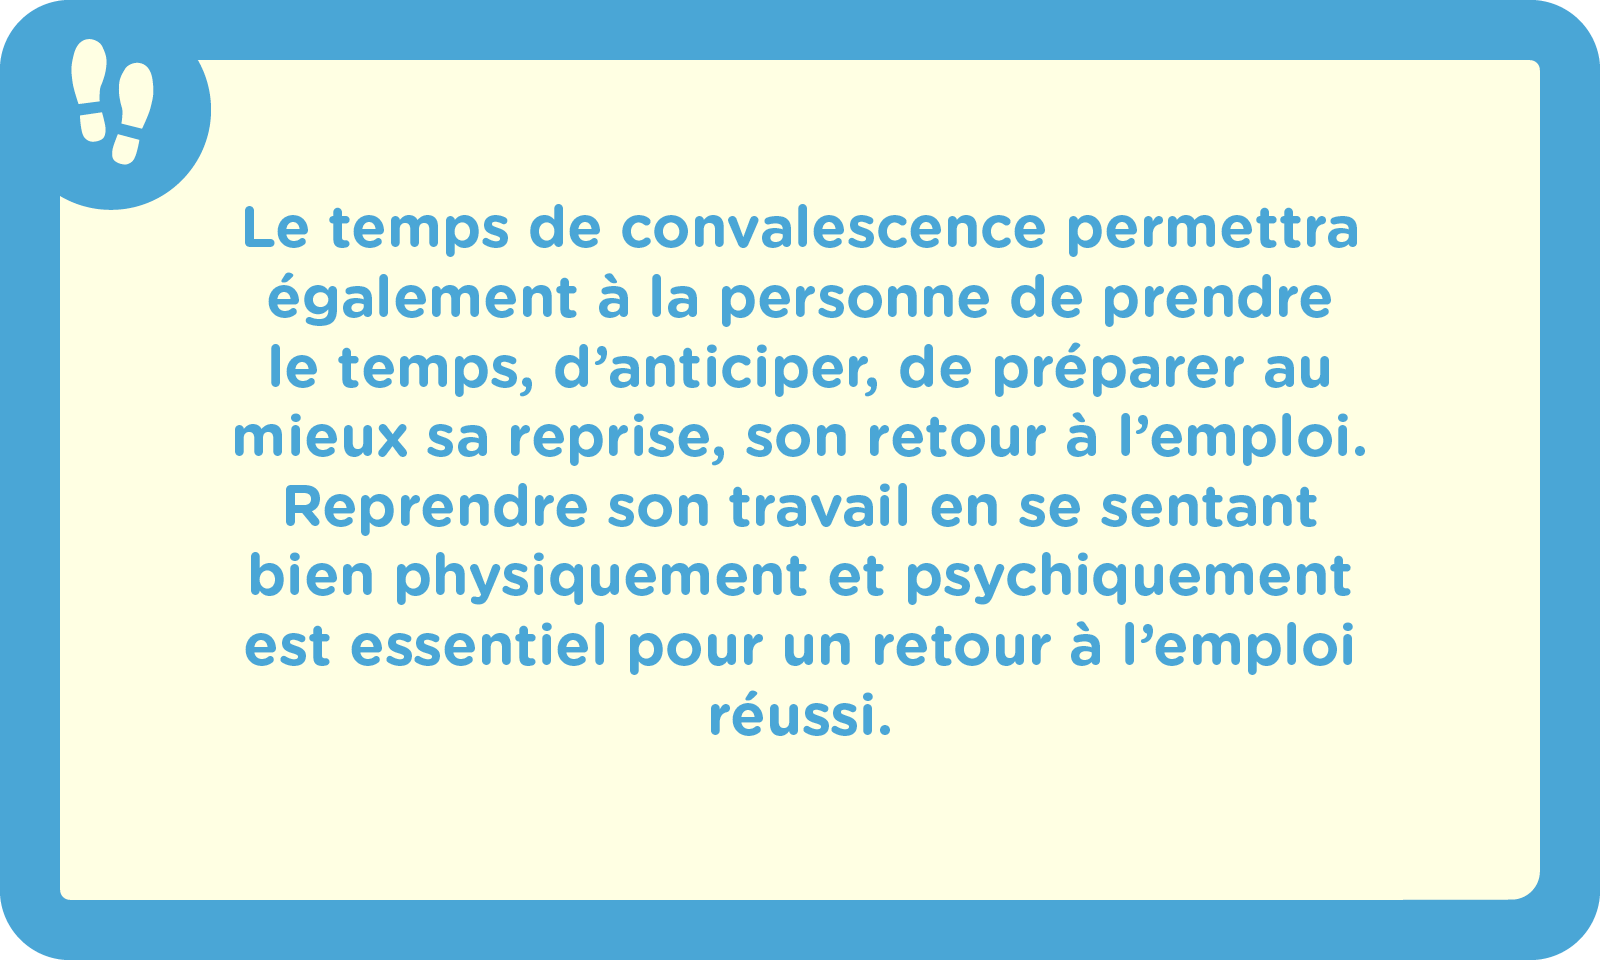 Le temps de convalescence permettra
également à la personne de prendre
le temps, d’anticiper, de préparer au
mieux sa reprise, son retour à l’emploi.
Reprendre son travail en se sentant
bien physiquement et psychiquement
est essentiel pour un retour à l’emploi
réussi.